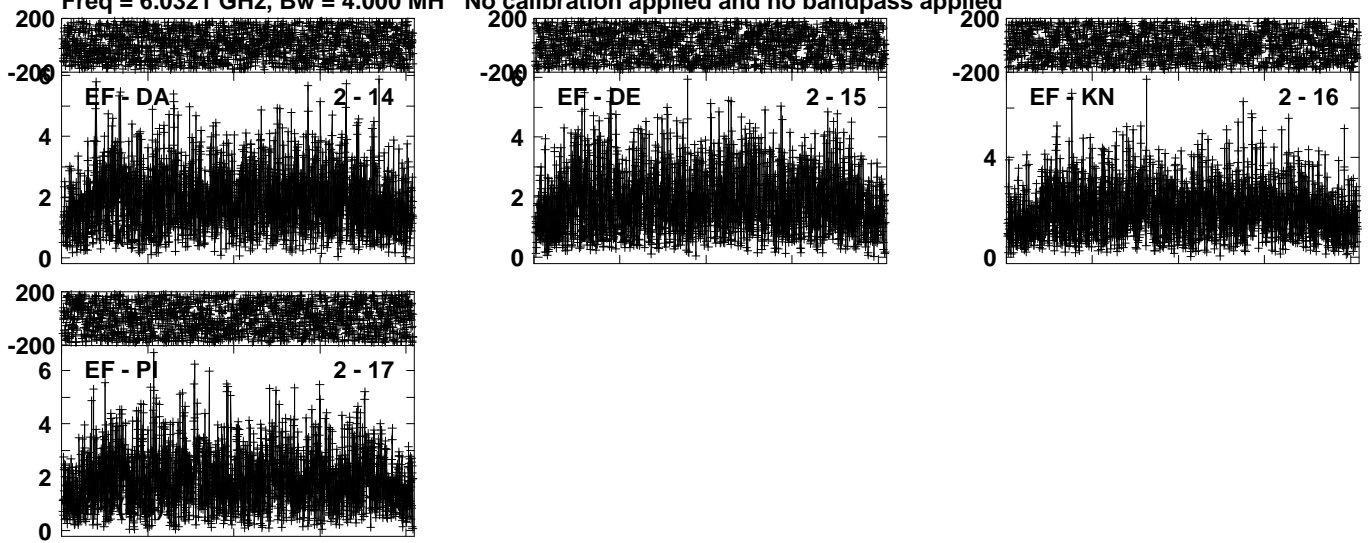 Freq = 6.0321 GHz, Bw = 4.000 MH No calibration applied and no bandpass applied
200 200 200
-200 -200 -200
6 6
EF - DA 2 - 14 EF - DE 2 - 15 EF - KN 2 - 16
4 4 4
2 2
0 0 0
200
-200
EF - PI 2 - 17
6
4
2
0